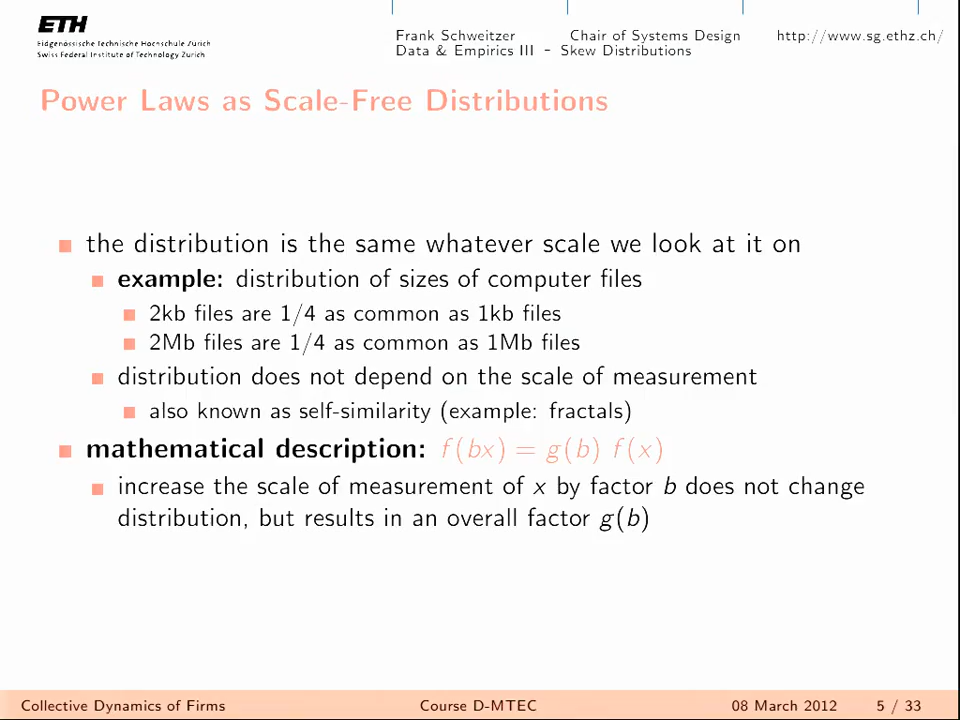 ETH
Eidgenössische Technische Hochschule Zürich
Swiss Federal Institute of Technology Zurich
Frank Schweitzer Chair of Systems Design http://www.sg.ethz.ch/
Data & Empirics III – Skew Distributions
Power Laws as Scale-Free Distributions
the distribution is the same whatever scale we look at it on
example: distribution of sizes of computer files
2kb files are 1/4 as common as 1kb files
2Mb files are 1/4 as common as 1Mb files
distribution does not depend on the scale of measurement
also known as self-similarity (example: fractals)
mathematical description: f(bx) = g(b) f(x)
increase the scale of measurement of x by factor b does not change
distribution, but results in an overall factor g(b)
Collective Dynamics of Firms Course D-MTEC 08 March 2012 5 / 33